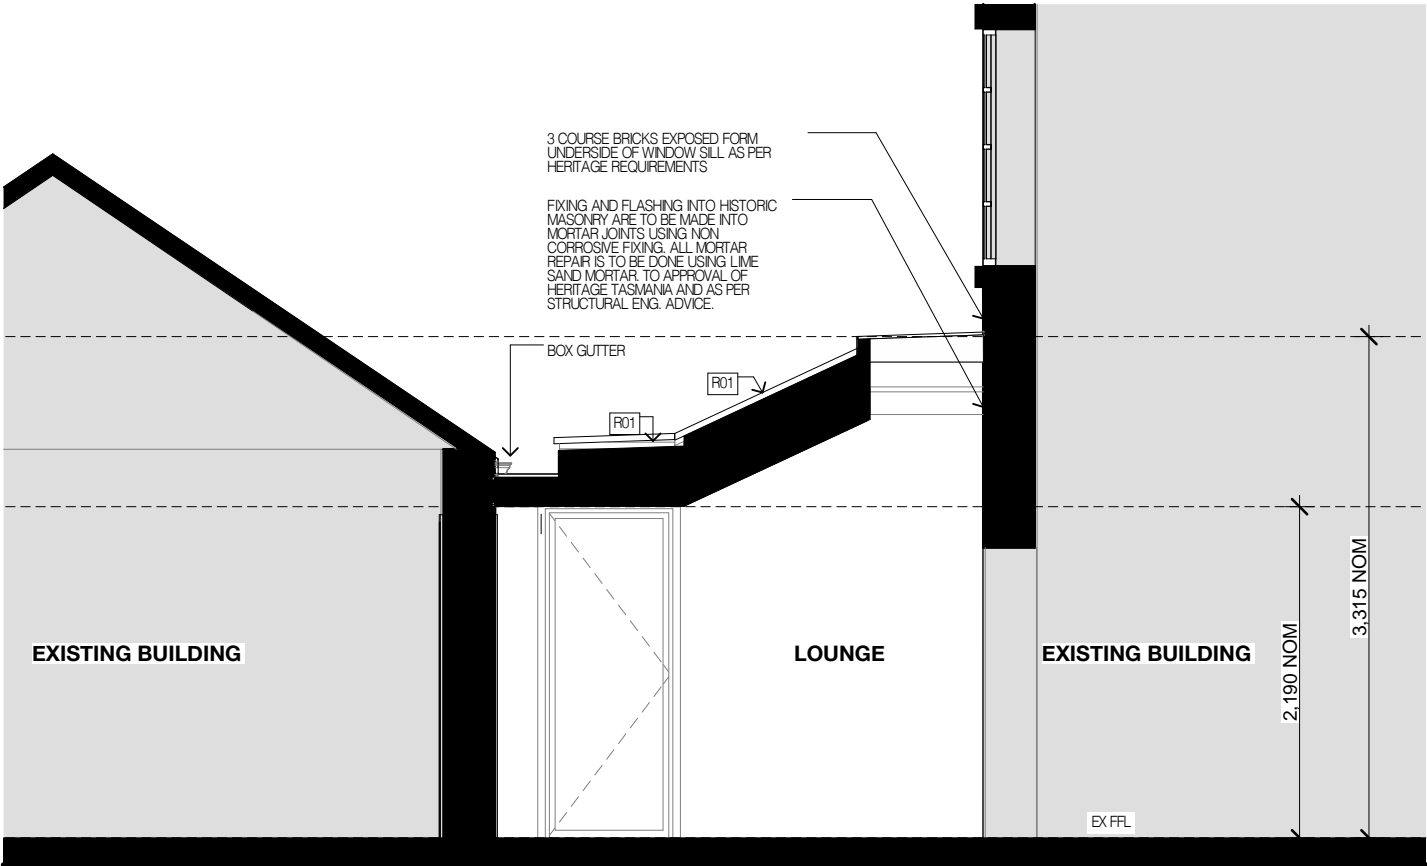 3 COURSE BRICKS EXPOSED FORM
UNDERSIDE OF WINDOW SILL AS PER
HERITAGE REQUIREMENTS
FIXING AND FLASHING INTO HISTORIC
MASONRY ARE TO BE MADE INTO
MORTAR JOINTS USING NON
CORROSIVE FIXING. ALL MORTAR
REPAIR IS TO BE DONE USING LIME
SAND MORTAR. TO APPROVAL OF
HERITAGE TASMANIA AND AS PER
STRUCTURAL ENG. ADVICE.
BOX GUTTER
R01
R01
EXISTING BUILDING
LOUNGE
EXISTING BUILDING
2,190 NOM
3,315 NOM
EX FFL